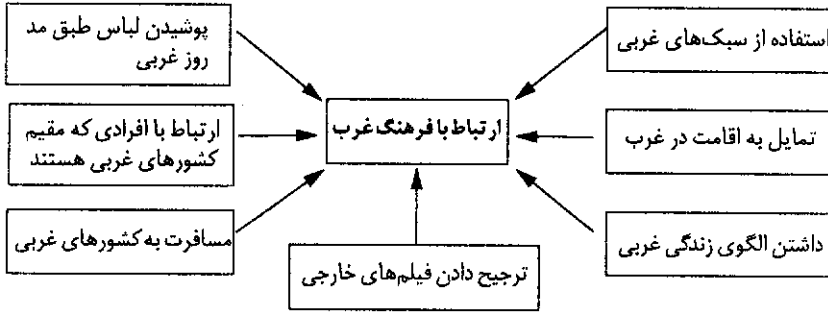 استفاده از سبک‌های غربی
پوشیدن لباس طبق مد
روز غربی
ارتباط با فرهنگ غرب
تمایل به اقامت در غرب
ارتباط با افرادی که مقیم
کشورهای غربی هستند
داشتن الگوی زندگی غربی
مسافرت به کشورهای غربی
ترجیح دادن فیلم‌های خارجی